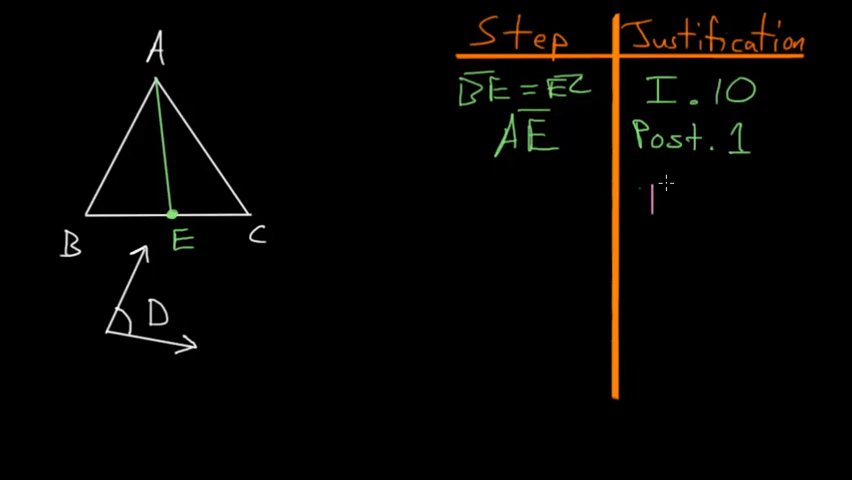 A
B
E
C
D
Step Justification
BE = EC I. 10
AE Post. 1